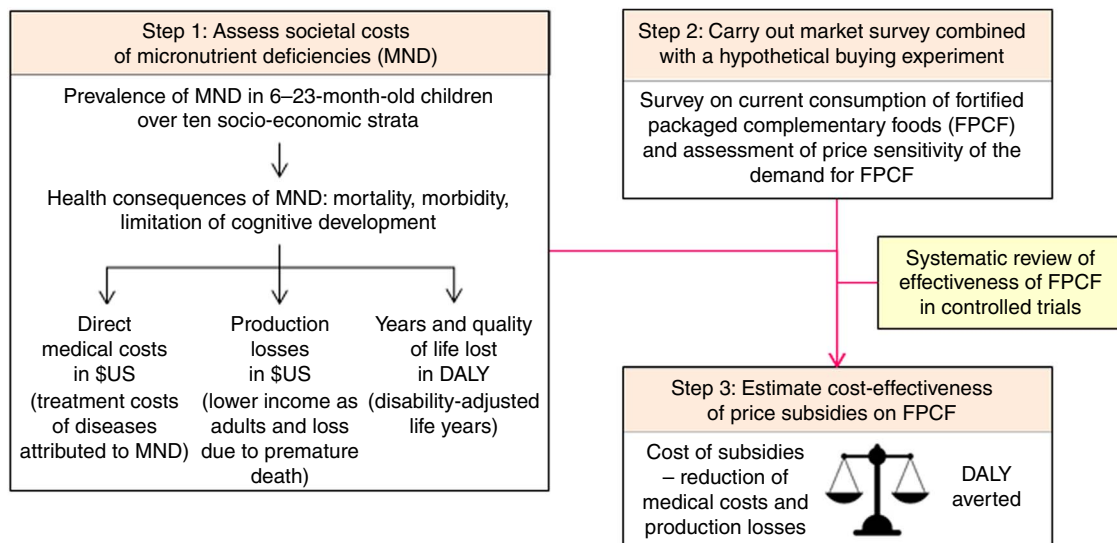 Step 1: Assess societal costs
of micronutrient deficiencies (MND)
Prevalence of MND in 6–23-month-old children
over ten socio-economic strata
Health consequences of MND: mortality, morbidity,
limitation of cognitive development
Direct
medical costs
in $US
(treatment costs
of diseases
attributed to MND)
Production
losses
in $US
(lower income as
adults and loss
due to premature
death)
Years and quality
of life lost
in DALY
(disability-adjusted
life years)
Step 2: Carry out market survey combined
with a hypothetical buying experiment
Survey on current consumption of fortified
packaged complementary foods (FPCF)
and assessment of price sensitivity of the
demand for FPCF
Systematic review of
effectiveness of FPCF
in controlled trials
Step 3: Estimate cost-effectiveness
of price subsidies on FPCF
Cost of subsidies
– reduction of
medical costs and
production losses
DALY
averted